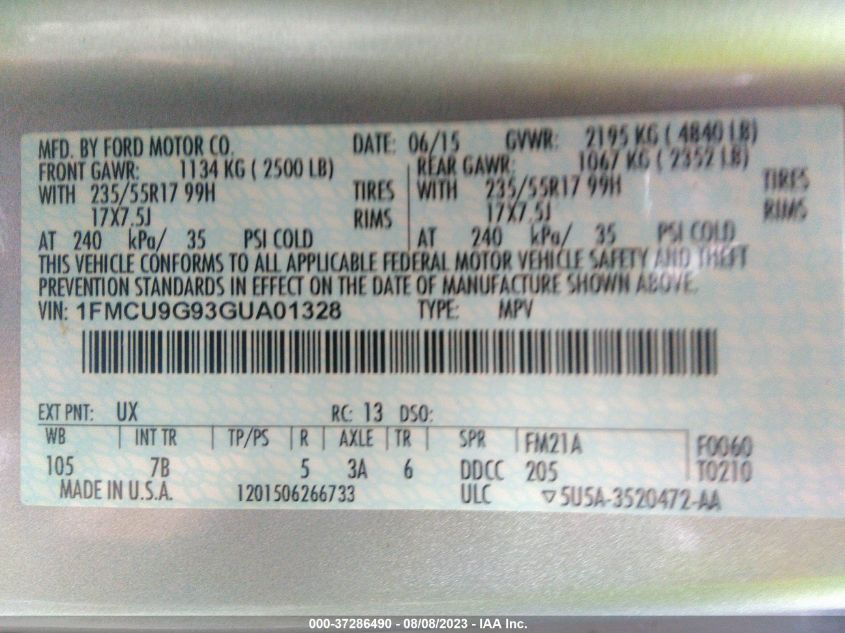 MFD. BY FORD MOTOR CO. DATE: 06/15 GVWR: 2195 KG ( 4840 LB)
FRONT GAWR: 1134 KG ( 2500 LB) REAR GAWR: 1067 KG ( 2352 LB)
WITH 235/55R17 99H TIRES WITH 235/55R17 99H TIRES
17X7.5J RIMS 17X7.5J RIMS
AT 240 kPa/ 35 PSI COLD AT 240 kPa/ 35 PSI COLD
THIS VEHICLE CONFORMS TO ALL APPLICABLE FEDERAL MOTOR VEHICLE SAFETY AND THEFT
PREVENTION STANDARDS IN EFFECT ON THE DATE OF MANUFACTURE SHOWN ABOVE.
VIN: 1FMCU9G93GUA01328 TYPE: MPV
EXT PNT: UX RC: 13 DSO:
WB INT TR TP/PS R AXLE TR SPR FM21A F0060
105 7B 5 3A 6 DDCC 205 T0210
MADE IN U.S.A. 1201506266733 ULC ▽5U5A-3520472-AA
000-37286490 - 08/08/2023 - IAA Inc.